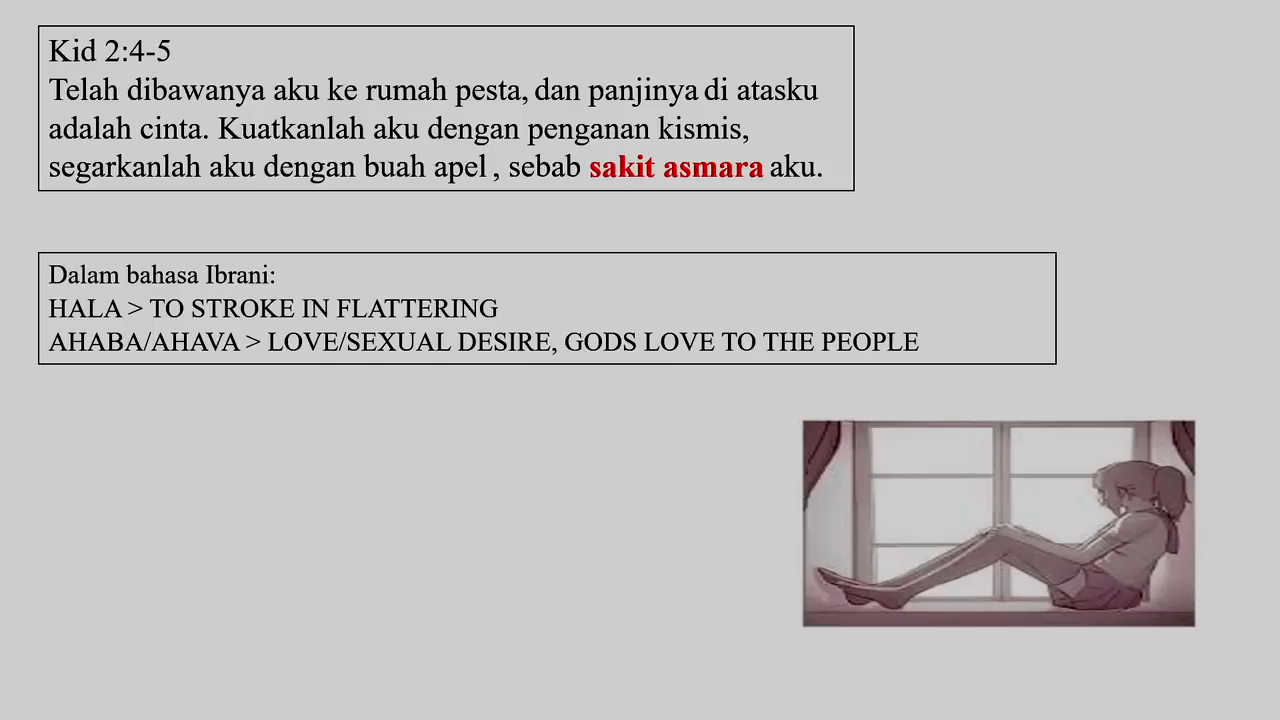 Kid 2:4-5
Telah dibawanya aku ke rumah pesta, dan panjinya di atasku
adalah cinta. Kuatkanlah aku dengan penganan kismis,
segarkanlah aku dengan buah apel , sebab sakit asmara aku.
Dalam bahasa Ibrani:
HALA > TO STROKE IN FLATTERING
AHABA/AHAVA > LOVE/SEXUAL DESIRE, GODS LOVE TO THE PEOPLE